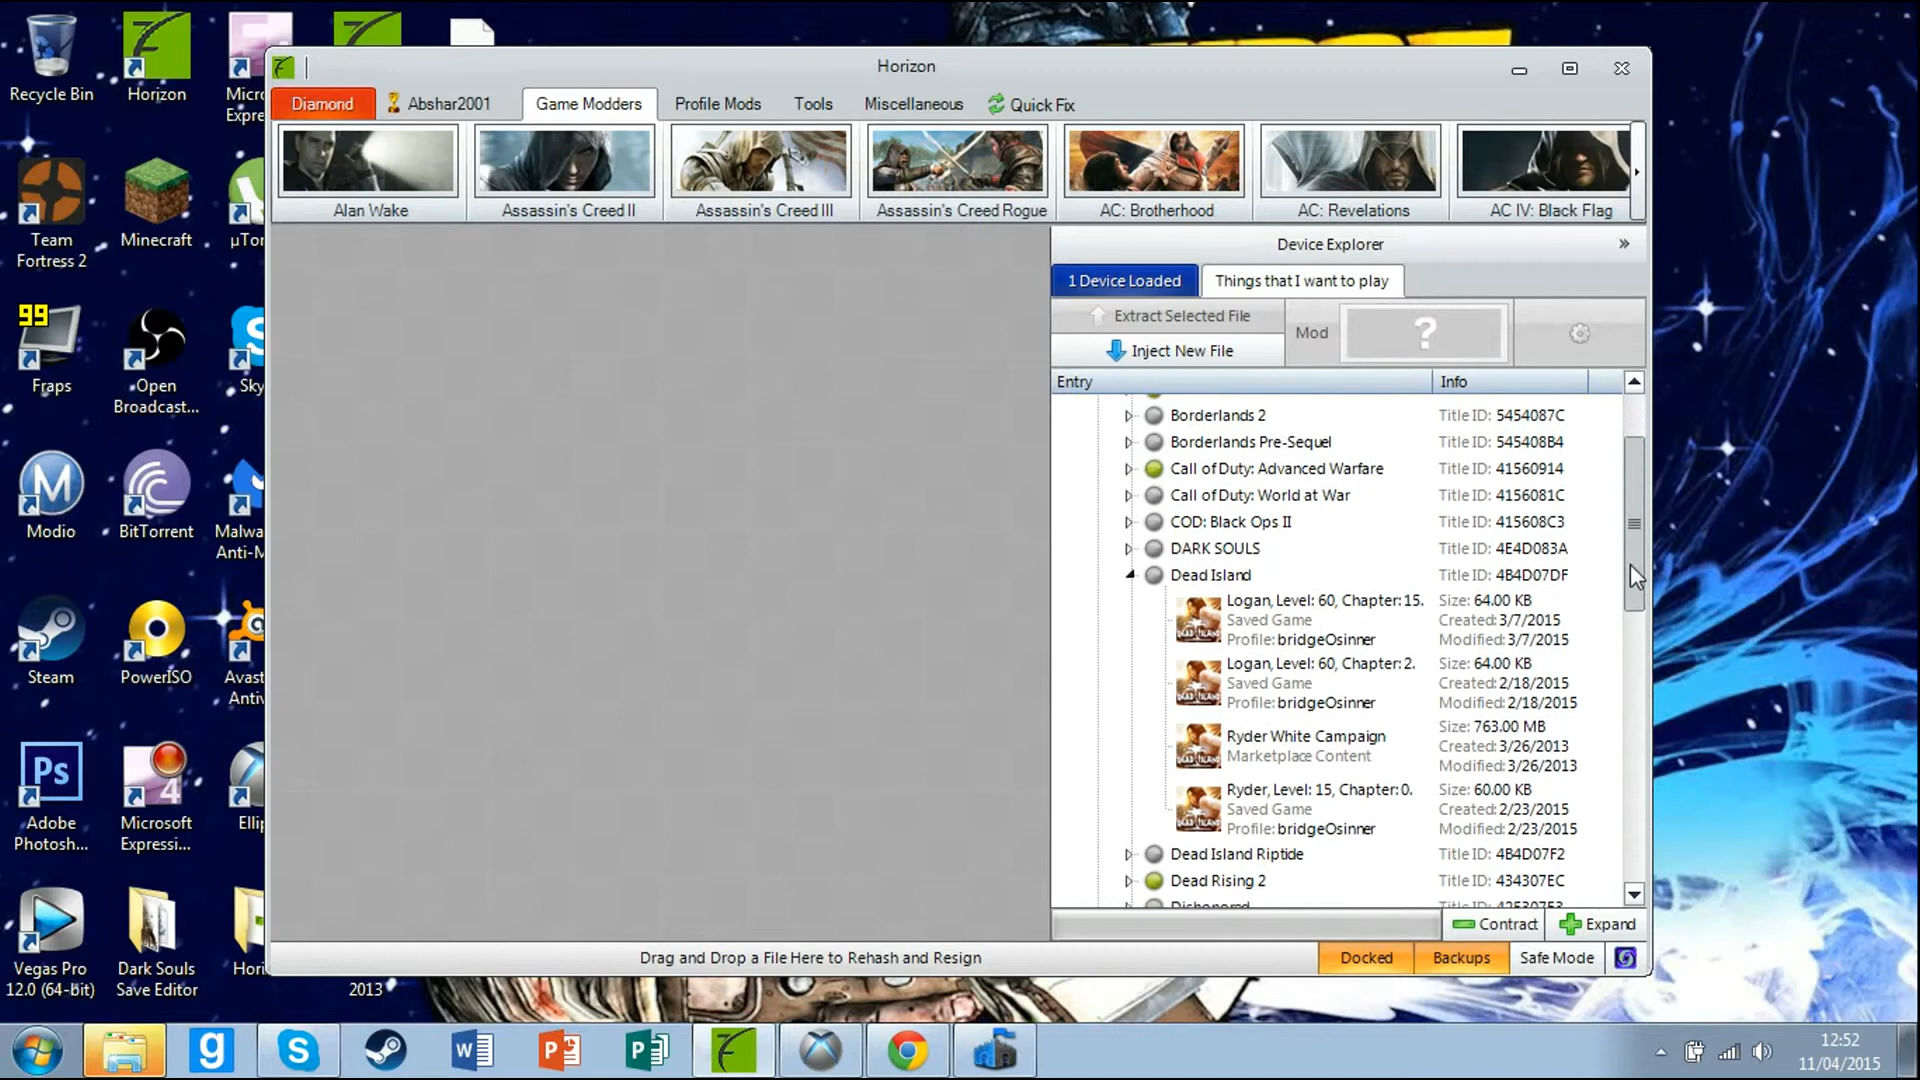 Recycle Bin
Horizon
Micro
Expre
Horizon
Diamond
Abshar2001
Game Modders
Profile Mods
Tools
Miscellaneous
Quick Fix
Alan Wake
Assassin's Creed II
Assassin's Creed III
Assassin's Creed Rogue
AC: Brotherhood
AC: Revelations
AC IV: Black Flag
Device Explorer
1 Device Loaded
Things that I want to play
Extract Selected File
Inject New File
Mod
?
Entry
Info
Borderlands 2
Title ID: 5454087C
Borderlands Pre-Sequel
Title ID: 545408B4
Call of Duty: Advanced Warfare
Title ID: 41560914
Call of Duty: World at War
Title ID: 4156081C
COD: Black Ops II
Title ID: 415608C3
DARK SOULS
Title ID: 4E4D083A
Dead Island
Title ID: 4B4D07DF
Logan, Level: 60, Chapter: 15.
Saved Game
Profile: bridgeOsinner
Size: 64.00 KB
Created: 3/7/2015
Modified: 3/7/2015
Logan, Level: 60, Chapter: 2.
Saved Game
Profile: bridgeOsinner
Size: 64.00 KB
Created: 2/18/2015
Modified: 2/18/2015
Ryder White Campaign
Marketplace Content
Size: 763.00 MB
Created: 3/26/2013
Modified: 3/26/2013
Ryder, Level: 15, Chapter: 0.
Saved Game
Profile: bridgeOsinner
Size: 60.00 KB
Created: 2/23/2015
Modified: 2/23/2015
Dead Island Riptide
Title ID: 4B4D07F2
Dead Rising 2
Title ID: 434307EC
Contract
Expand
Drag and Drop a File Here to Rehash and Resign
Docked
Backups
Safe Mode
Team
Fortress 2
Minecraft
µTor
99
Fraps
Open
Broadcast...
Sky
Modio
BitTorrent
Malwa
Anti-M
Steam
PowerISO
Avast
Antiv
Ps
Adobe
Photosh...
4
Microsoft
Expressi...
Elli
Vegas Pro
12.0 (64-bit)
Dark Souls
Save Editor
Hori
2013
12:52
11/04/2015